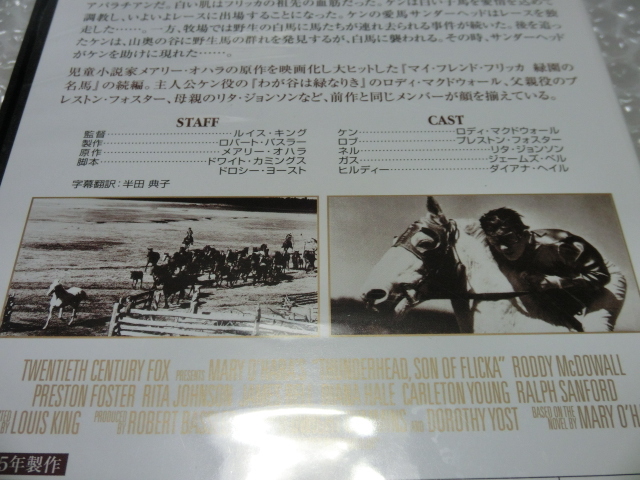 アパラチアンだ。白い肌はフリッカの祖先の血筋だった。ケンは白い子馬を愛情を込めて
調教し、いよいよレースに出場することになった。ケンの愛馬サンダーヘッドはレースを独
走した……。一方、牧場では野生の白馬に馬たちが連れ去られる事件が続いた。後を追っ
たケンは、山奥の谷に野生馬の群れを発見するが、白馬に襲われる。その時、サンダーヘッ
ドがケンを助けに現れた……。
児童小説家メアリー・オハラの原作を映画化し大ヒットした『マイ・フレンド・フリッカ 緑園の
名馬』の続編。主人公ケン役の『わが谷は緑なりき』のロディ・マクドウォール、父親役のプ
レストン・フォスター、母親のリタ・ジョンソンなど、前作と同じメンバーが顔を揃えている。
STAFF
監督 ルイス・キング
製作 ロバート・バスラー
原作 メアリー・オハラ
脚本 ドワイト・カミングス
ドロシー・ヨースト
字幕翻訳：半田 典子
CAST
ケン ロディ・マクドウォール
ロブ プレストン・フォスター
ネル リタ・ジョンソン
ガス ジェームズ・ベル
ヒルディー ダイアナ・ヘイル
TWENTIETH CENTURY FOX PRESENTS MARY "THUNDERHEAD, SON OF FLICKA" RODDY McDOWALL
PRESTON FOSTER RITA JOHNSON HALE CARLETON YOUNG RALPH SANFORD
LOUIS KING PRODUCED BY ROBERT AND DOROTHY YOST BASED ON THE NOVEL BY MARY
5年製作